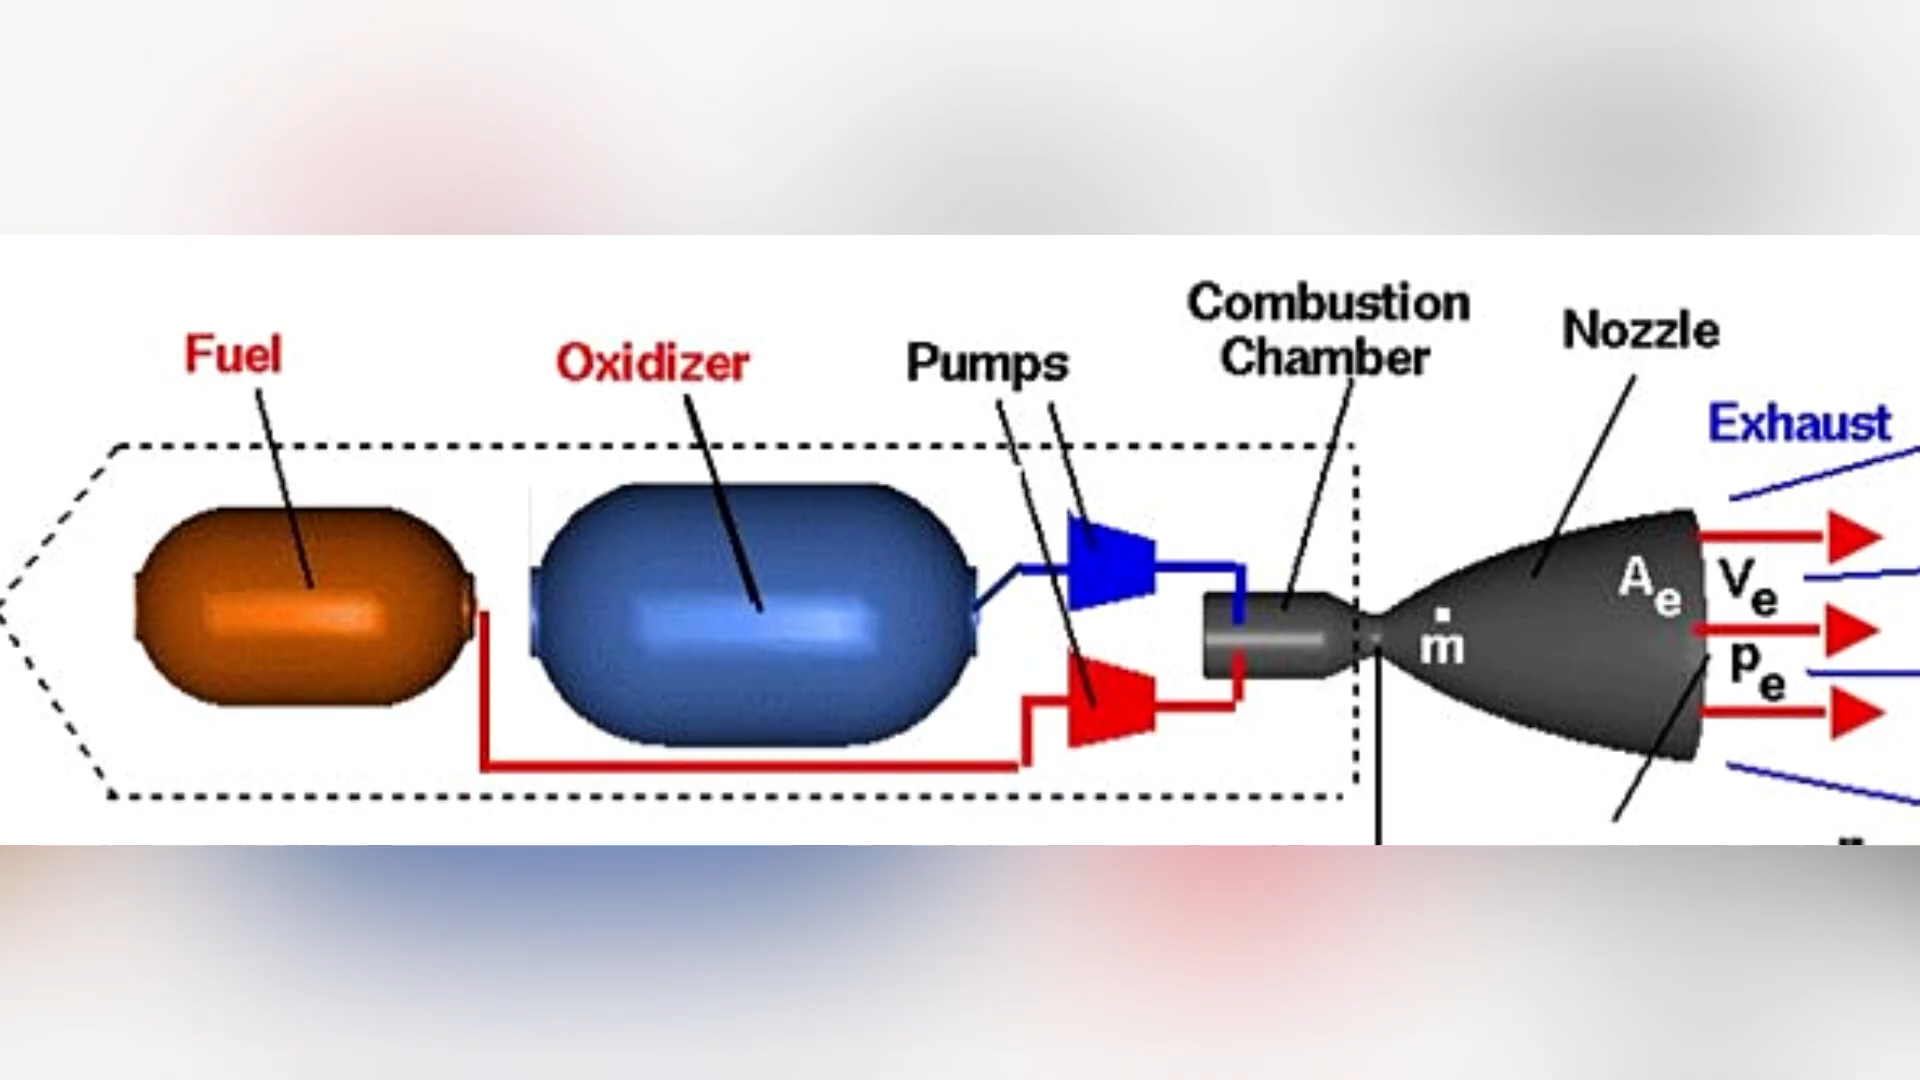 Fuel
Oxidizer
Pumps
Combustion
Chamber
Nozzle
Exhaust
ṁ
Ae
Ve
pe